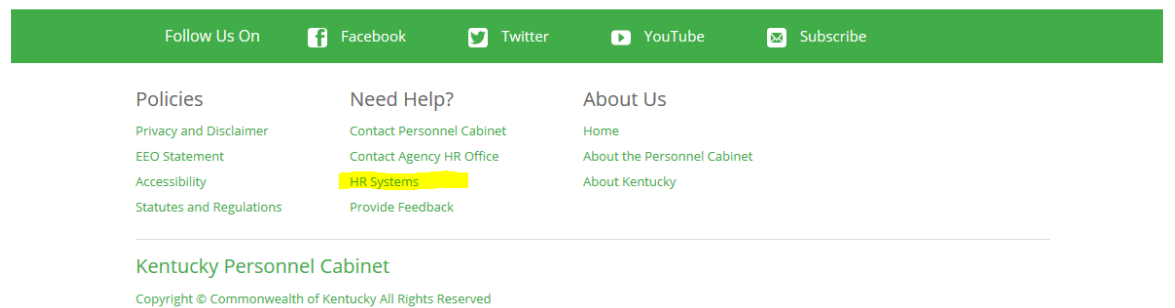 Follow Us On Facebook Twitter YouTube Subscribe
Policies
Privacy and Disclaimer
EEO Statement
Accessibility
Statutes and Regulations
Need Help?
Contact Personnel Cabinet
Contact Agency HR Office
HR Systems
Provide Feedback
About Us
Home
About the Personnel Cabinet
About Kentucky
Kentucky Personnel Cabinet
Copyright © Commonwealth of Kentucky All Rights Reserved